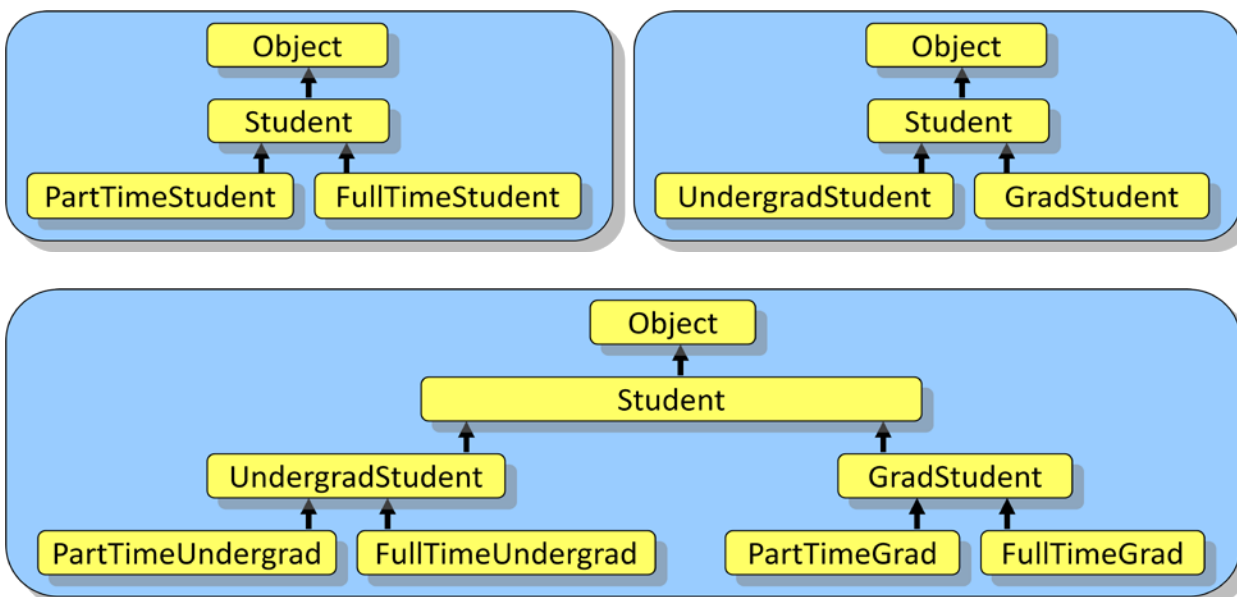 Object
Student
PartTimeStudent
FullTimeStudent
Object
Student
UndergradStudent
GradStudent
Object
Student
UndergradStudent
GradStudent
PartTimeUndergrad
FullTimeUndergrad
PartTimeGrad
FullTimeGrad